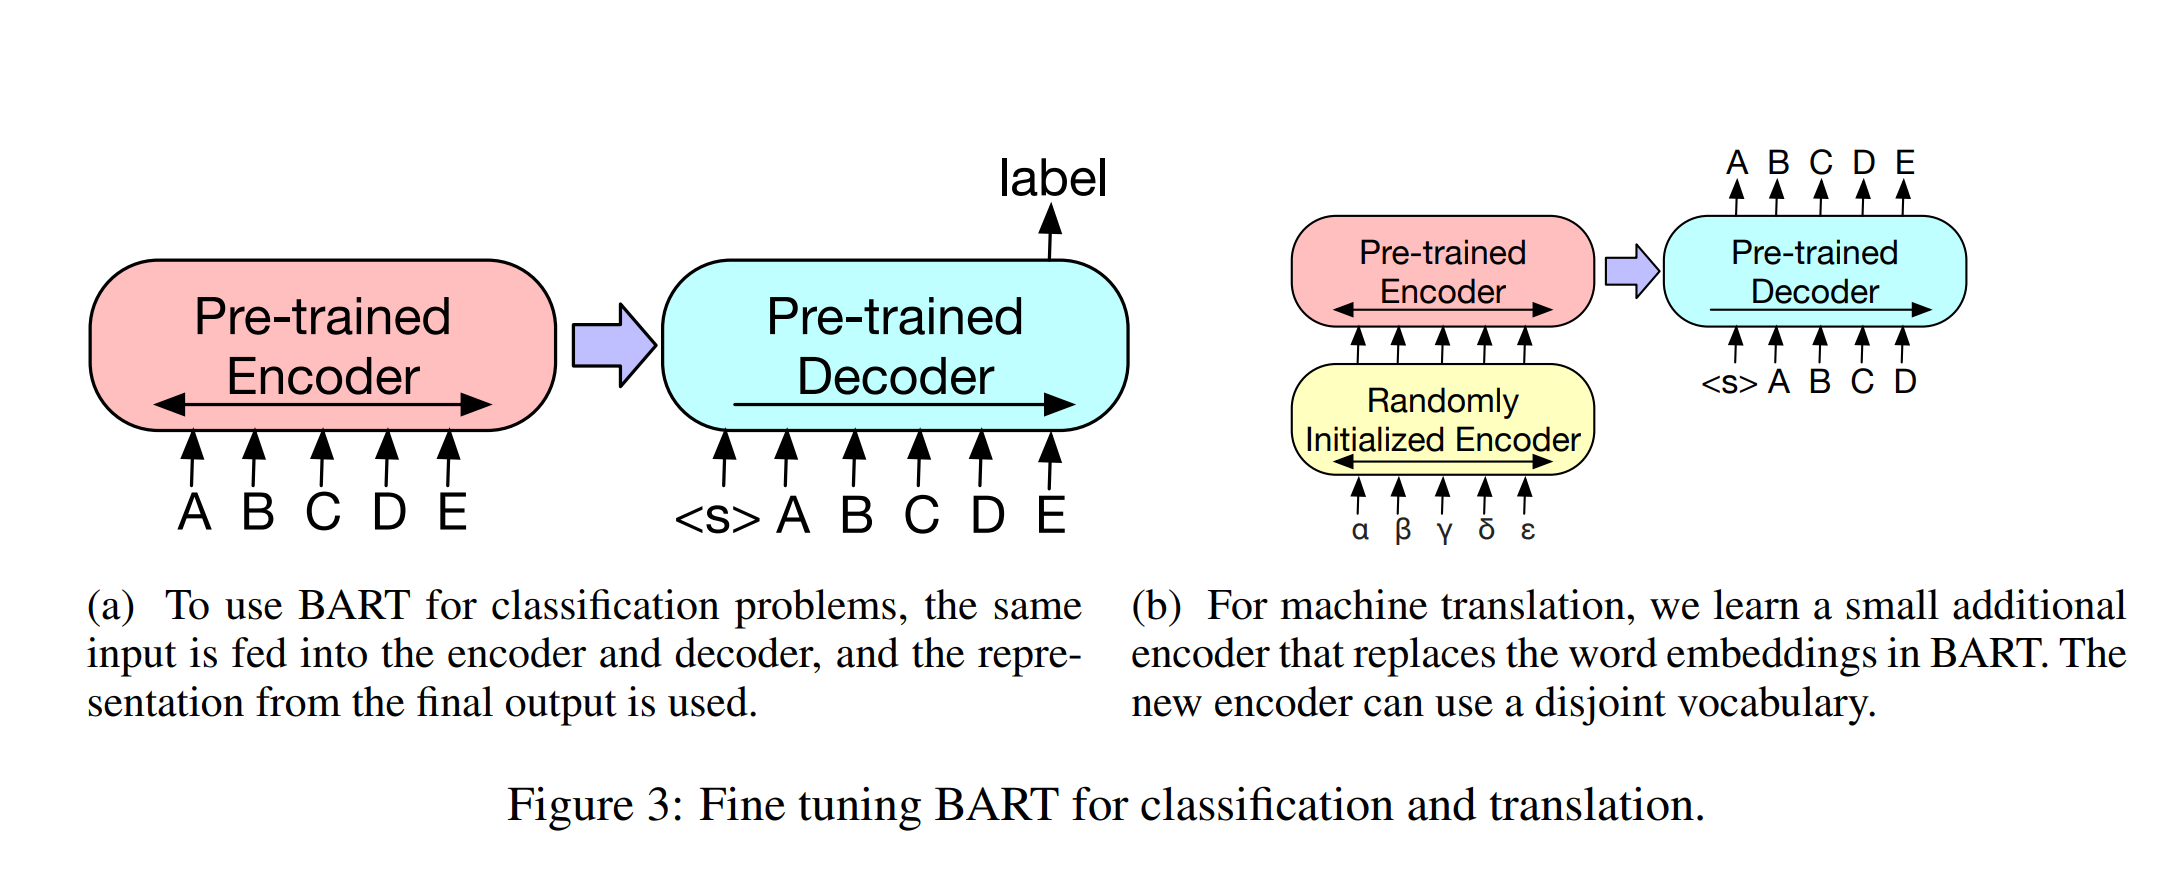 label
Pre-trained
Encoder
Pre-trained
Decoder
A B C D E
<s> A B C D E
A B C D E
Pre-trained
Encoder
Pre-trained
Decoder
<s> A B C D
Randomly
Initialized Encoder
α β γ δ ε
(a) To use BART for classification problems, the same
input is fed into the encoder and decoder, and the repre-
sentation from the final output is used.
(b) For machine translation, we learn a small additional
encoder that replaces the word embeddings in BART. The
new encoder can use a disjoint vocabulary.
Figure 3: Fine tuning BART for classification and translation.